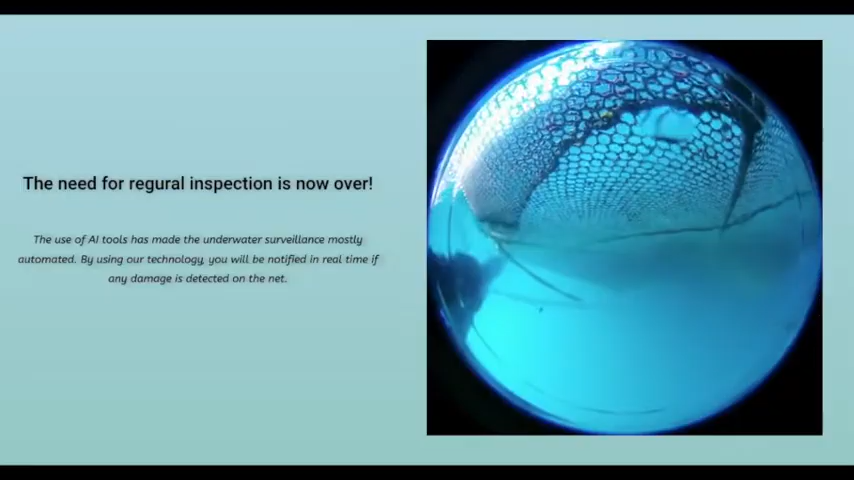 The need for regural inspection is now over!
The use of AI tools has made the underwater surveillance mostly
automated. By using our technology, you will be notified in real time if
any damage is detected on the net.